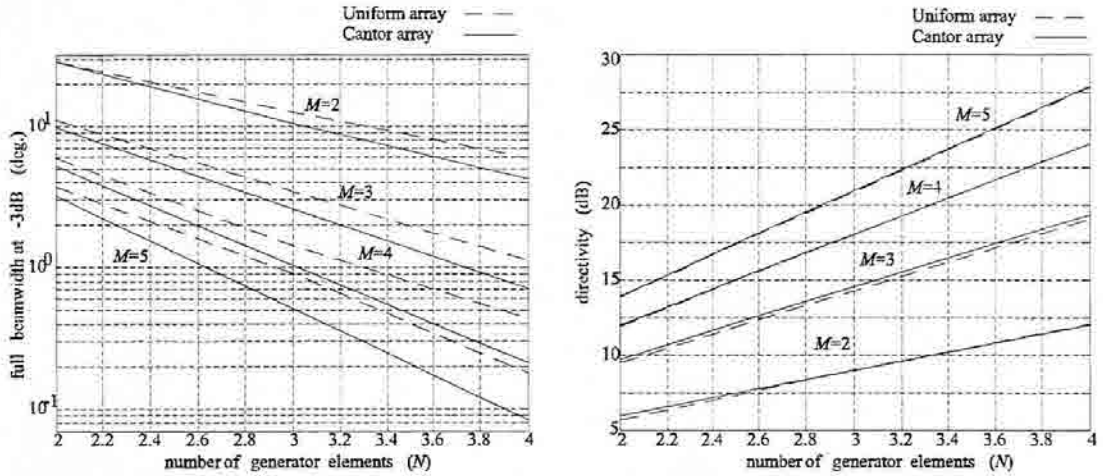 Uniform array
Cantor array
full beamwidth at -3dB (deg.)
10¹
10⁰
10⁻¹
M=2
M=3
M=4
M=5
2 2.2 2.4 2.6 2.8 3 3.2 3.4 3.6 3.8 4
number of generator elements (N)
Uniform array
Cantor array
directivity (dB)
30
25
20
15
10
5
M=5
M=4
M=3
M=2
2 2.2 2.4 2.6 2.8 3 3.2 3.4 3.6 3.8 4
number of generator elements (N)